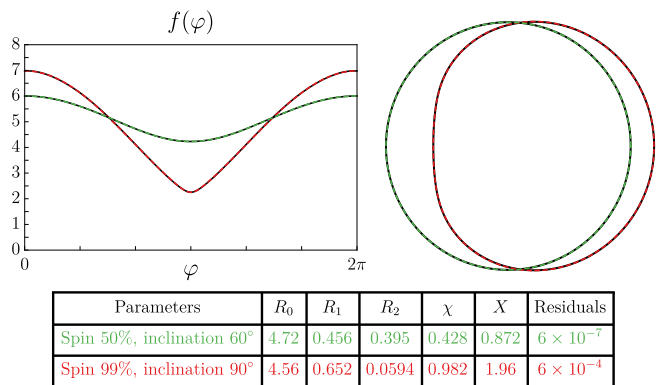 f(φ)
8
7
6
5
4
3
2
1
0
0 φ 2π
Parameters R₀ R₁ R₂ χ X Residuals
Spin 50%, inclination 60° 4.72 0.456 0.395 0.428 0.872 6 × 10⁻⁷
Spin 99%, inclination 90° 4.56 0.652 0.0594 0.982 1.96 6 × 10⁻⁴